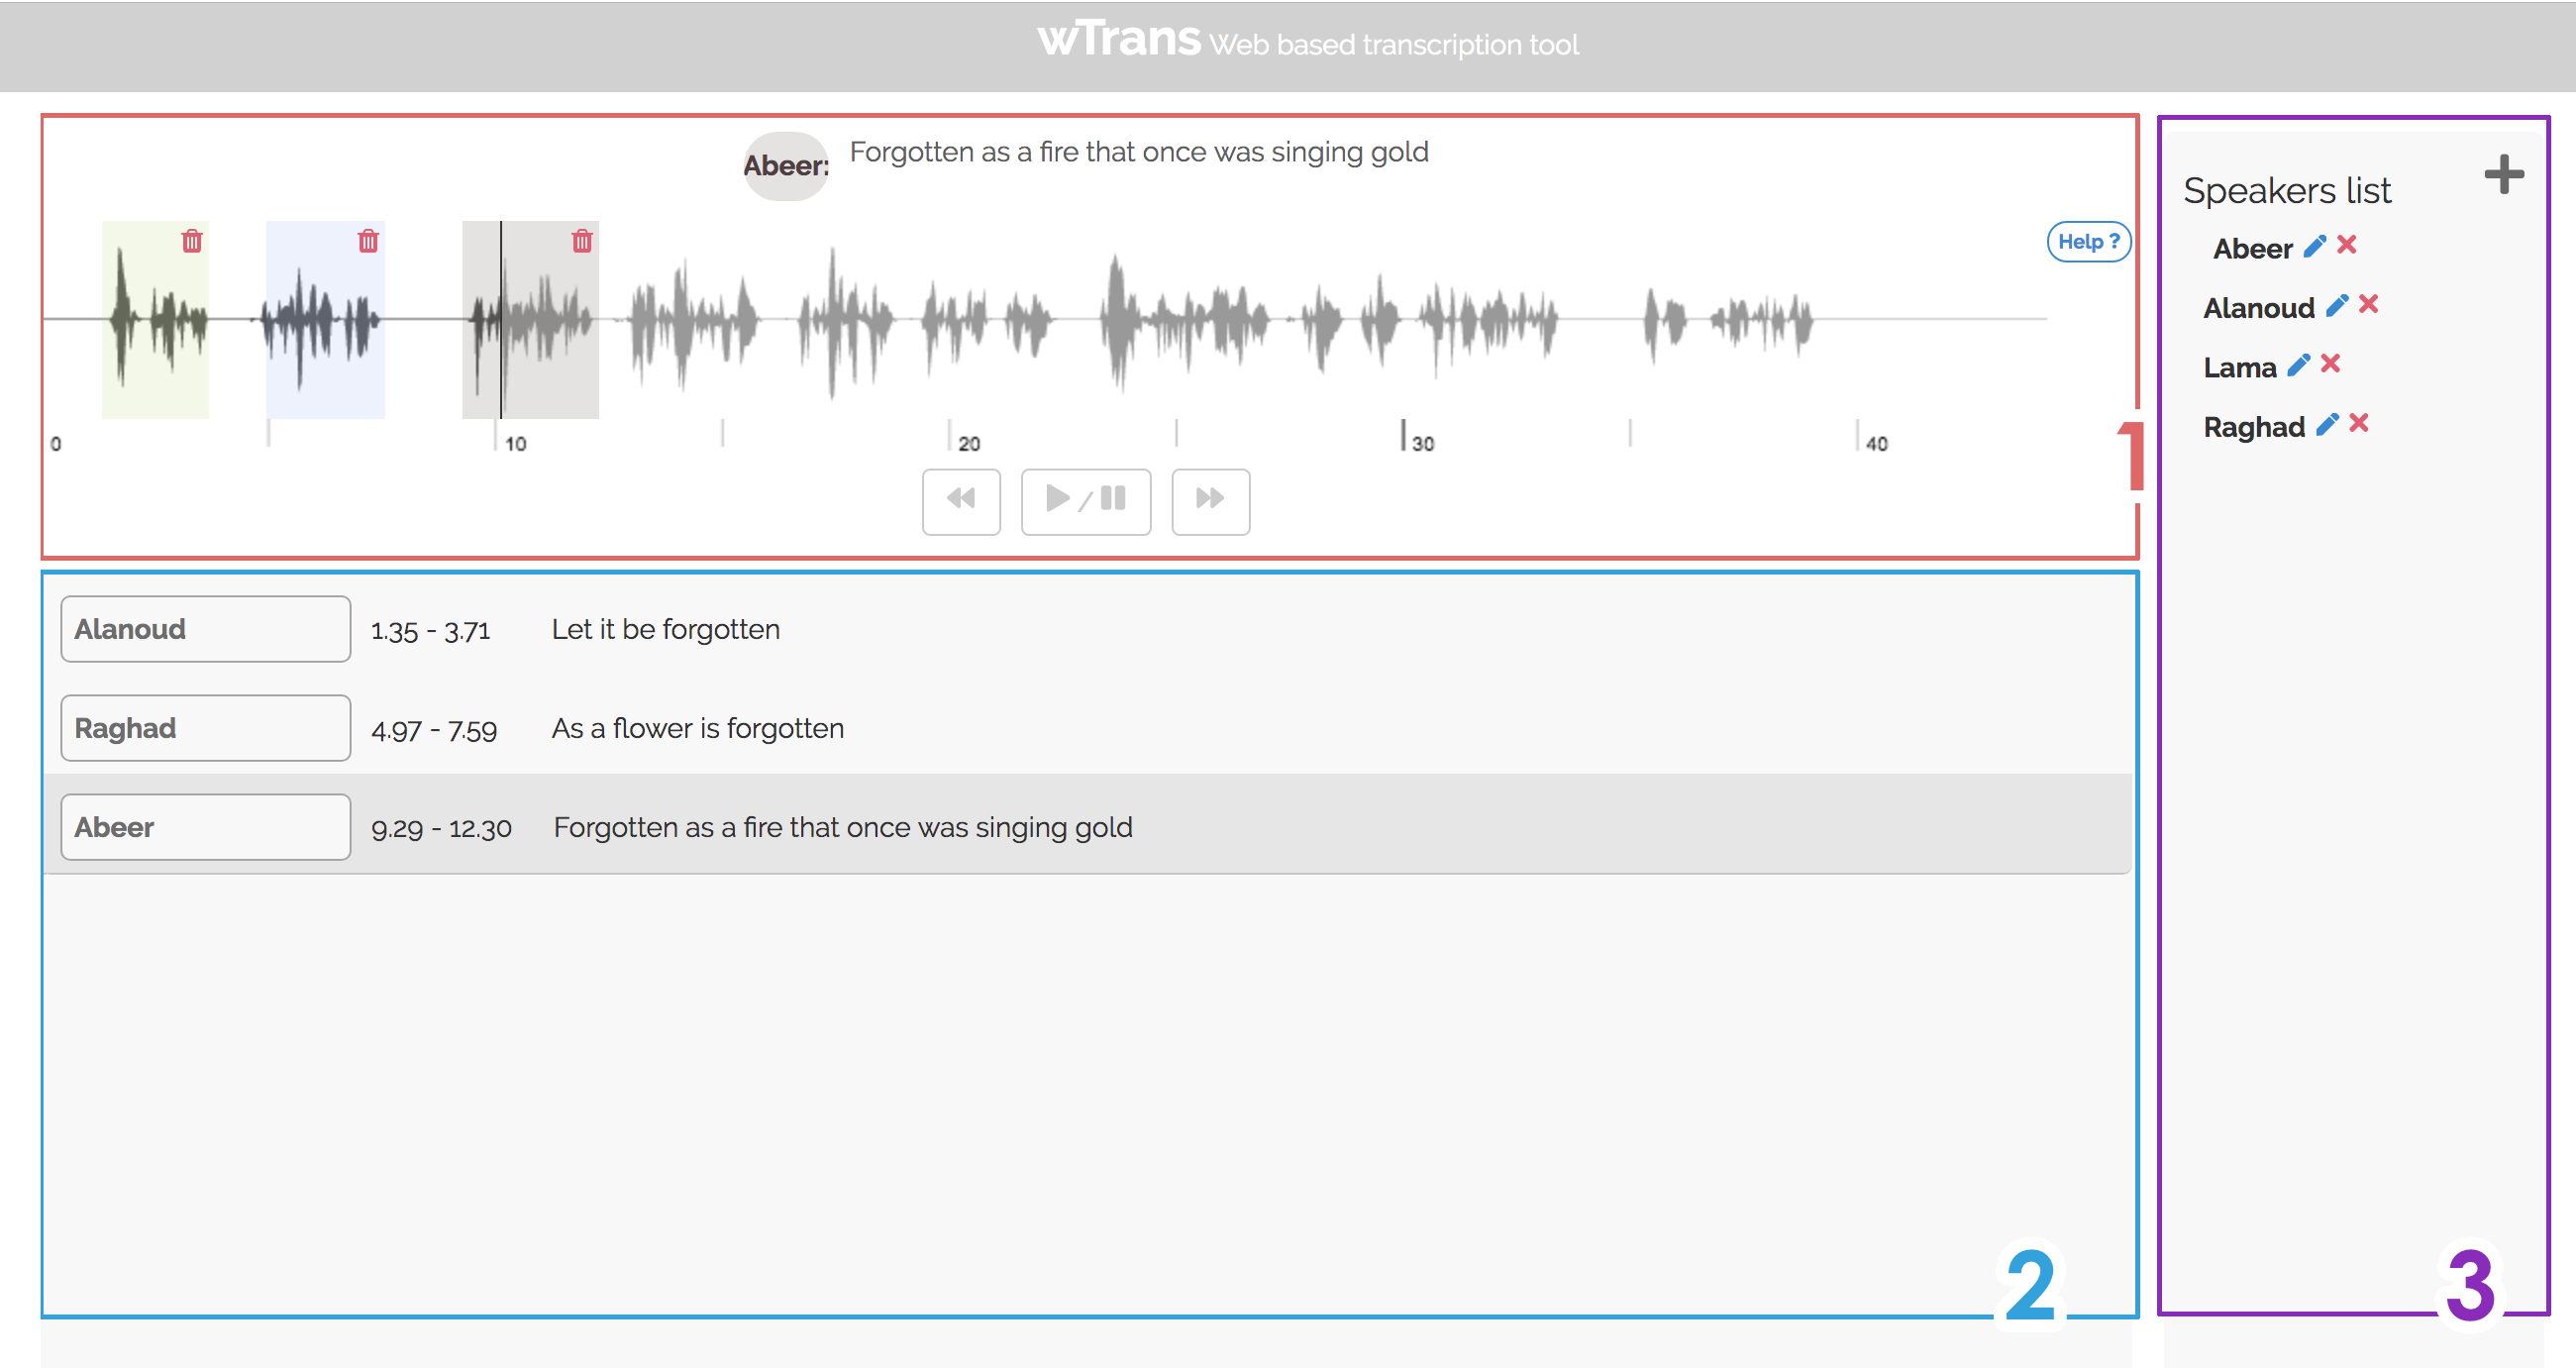 wTrans Web based transcription tool
Abeer: Forgotten as a fire that once was singing gold
Help ?
0 10 20 30 40
1
Alanoud 1.35 - 3.71 Let it be forgotten
Raghad 4.97 - 7.59 As a flower is forgotten
Abeer 9.29 - 12.30 Forgotten as a fire that once was singing gold
2
Speakers list
Abeer
Alanoud
Lama
Raghad
3